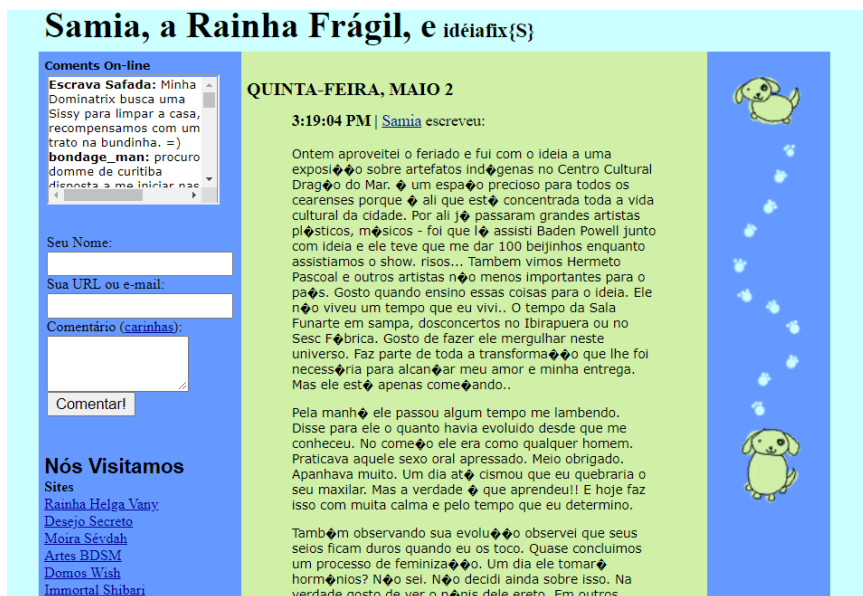 Samia, a Rainha Frágil, e idéiafix{S}
Coments On-line
Escrava Safada: Minha
Dominatrix busca uma
Sissy para limpar a casa,
recompensamos com um
trato na bundinha. =)
bondage_man: procuro
domme de curitiba
disposta a me iniciar nas
Seu Nome:
Sua URL ou e-mail:
Comentário (carinhas):
Comentar!
Nós Visitamos
Sites
Rainha Helga Vany
Desejo Secreto
Moira Sévdah
Artes BDSM
Domos Wish
Immortal Shibari
QUINTA-FEIRA, MAIO 2
3:19:04 PM | Samia escreveu:
Ontem aproveitei o feriado e fui com o ideia a uma
exposi��o sobre artefatos ind�genas no Centro Cultural
Drag�o do Mar. � um espa�o precioso para todos os
cearenses porque � ali que est� concentrada toda a vida
cultural da cidade. Por ali j� passaram grandes artistas
pl�sticos, m�sicos - foi que l� assisti Baden Powell junto
com ideia e ele teve que me dar 100 beijinhos enquanto
assistiamos o show. risos... Tambem vimos Hermeto
Pascoal e outros artistas n�o menos importantes para o
pa�s. Gosto quando ensino essas coisas para o ideia. Ele
n�o viveu um tempo que eu vivi.. O tempo da Sala
Funarte em sampa, dosconcertos no Ibirapuera ou no
Sesc F�brica. Gosto de fazer ele mergulhar neste
universo. Faz parte de toda a transforma��o que lhe foi
necess�ria para alcan�ar meu amor e minha entrega.
Mas ele est� apenas come�ando..
Pela manh� ele passou algum tempo me lambendo.
Disse para ele o quanto havia evoluido desde que me
conheceu. No come�o ele era como qualquer homem.
Praticava aquele sexo oral apressado. Meio obrigado.
Apanhava muito. Um dia at� cismou que eu quebraria o
seu maxilar. Mas a verdade � que aprendeu!! E hoje faz
isso com muita calma e pelo tempo que eu determino.
Tamb�m observando sua evolu��o observei que seus
seios ficam duros quando eu os toco. Quase concluimos
um processo de feminiza��o. Um dia ele tomar�
horm�nios? N�o sei. N�o decidi ainda sobre isso. Na
verdade gosto de ver o p�nis dele ereto. Em outros